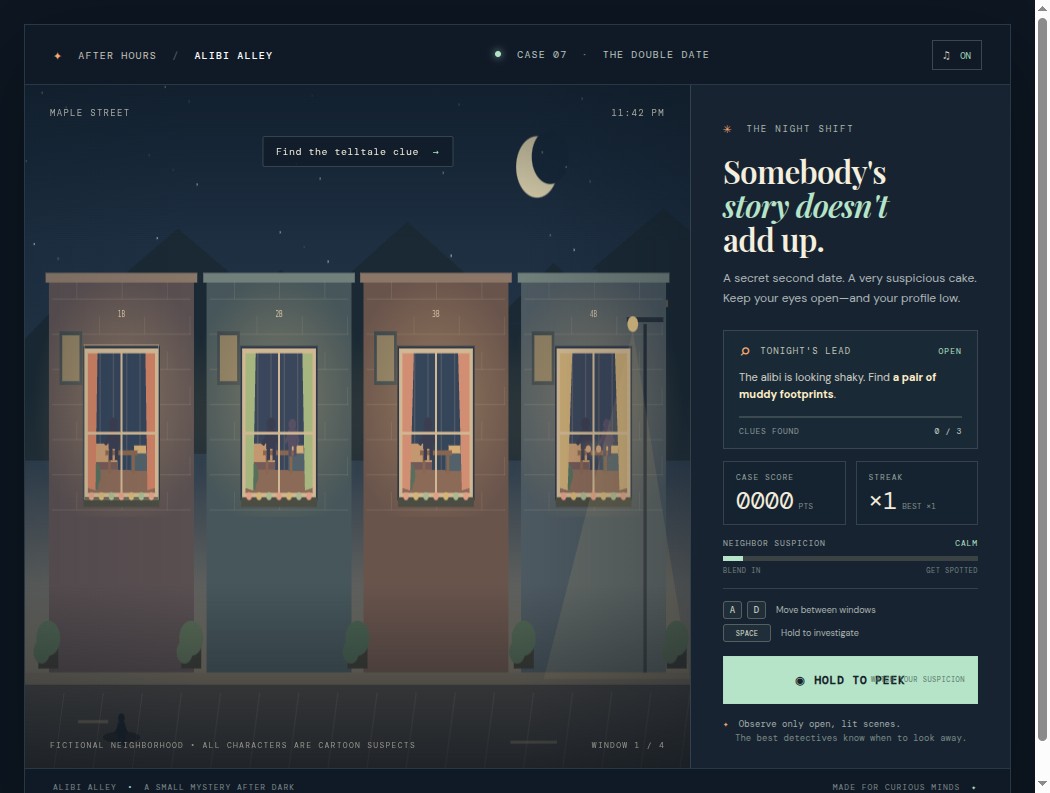 ✦ AFTER HOURS / ALIBI ALLEY
CASE 07 · THE DOUBLE DATE
♫ ON
MAPLE STREET
11:42 PM
Find the telltale clue →
1B
2B
3B
4B
FICTIONAL NEIGHBORHOOD • ALL CHARACTERS ARE CARTOON SUSPECTS
WINDOW 1 / 4
THE NIGHT SHIFT
Somebody's
story doesn't
add up.
A secret second date. A very suspicious cake.
Keep your eyes open—and your profile low.
TONIGHT'S LEAD
OPEN
The alibi is looking shaky. Find a pair of
muddy footprints.
CLUES FOUND
0 / 3
CASE SCORE
0000 PTS
STREAK
×1 BEST ×1
NEIGHBOR SUSPICION
CALM
BLEND IN
GET SPOTTED
A D Move between windows
SPACE Hold to investigate
◉ HOLD TO PEEK
YOUR SUSPICION
✦ Observe only open, lit scenes.
The best detectives know when to look away.
ALIBI ALLEY • A SMALL MYSTERY AFTER DARK
MADE FOR CURIOUS MINDS ✦